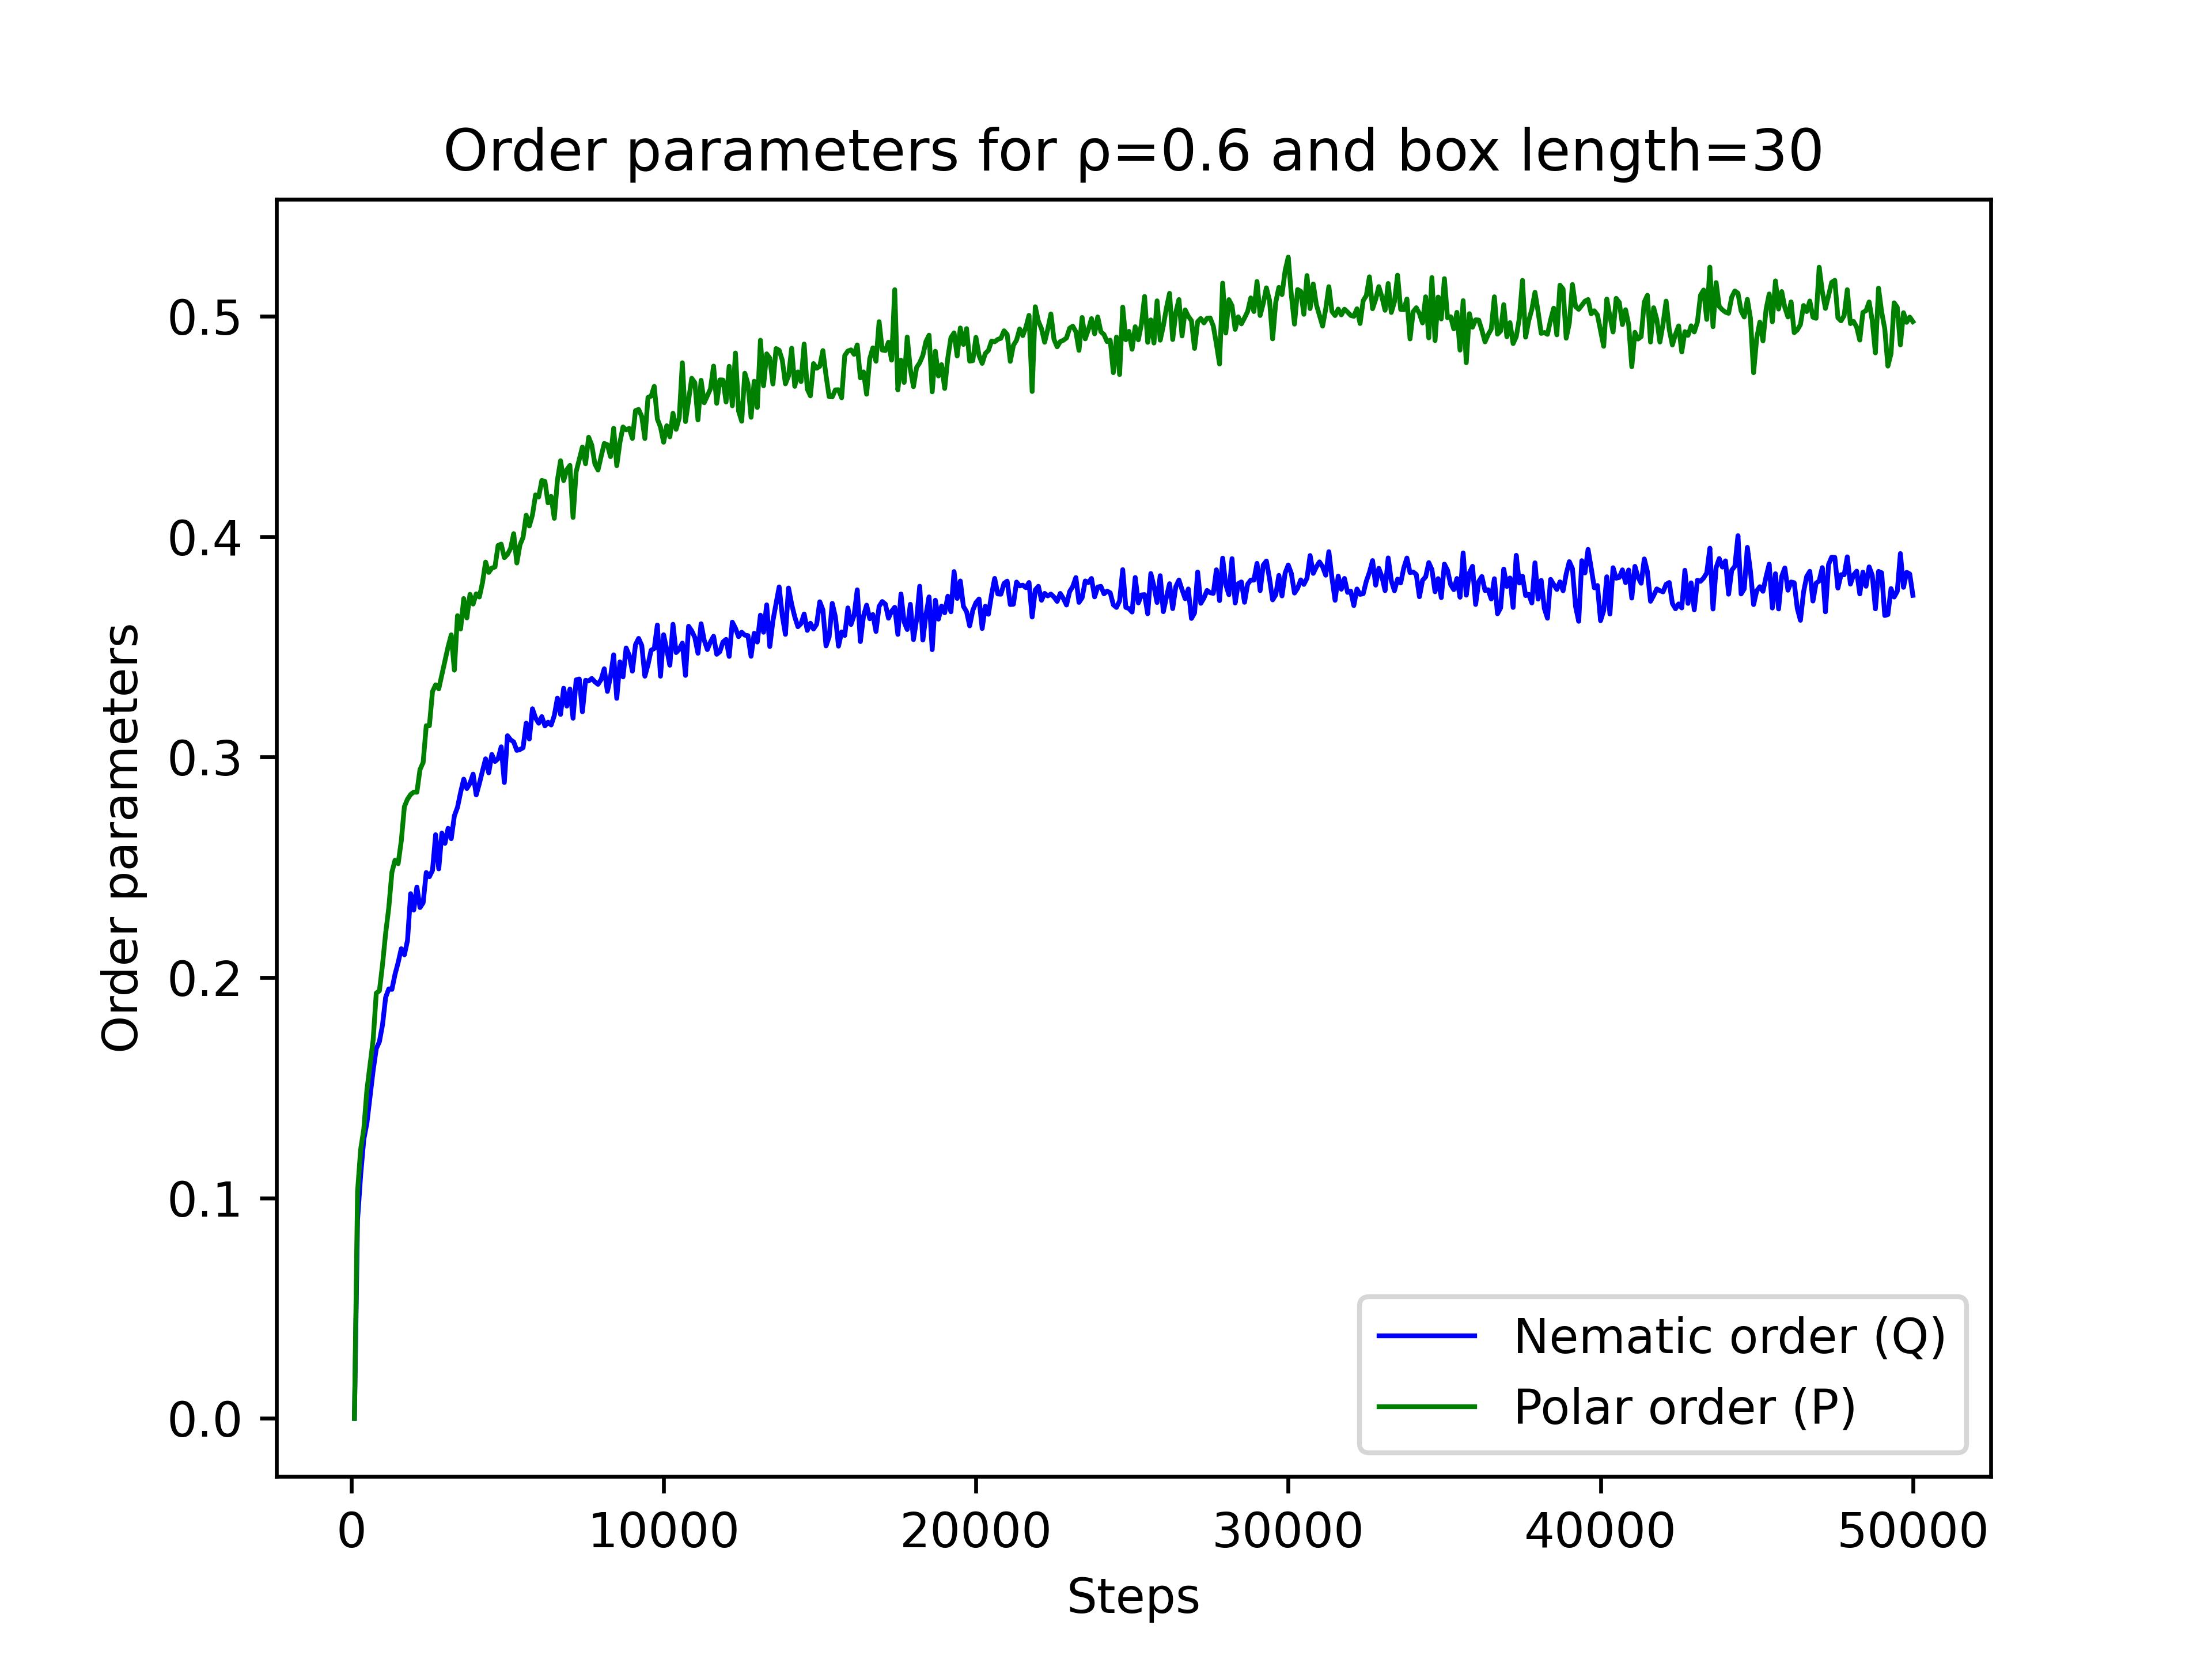 Order parameters for ρ=0.6 and box length=30
Order parameters
0.5
0.4
0.3
0.2
0.1
0.0
Nematic order (Q)
Polar order (P)
0 10000 20000 30000 40000 50000
Steps